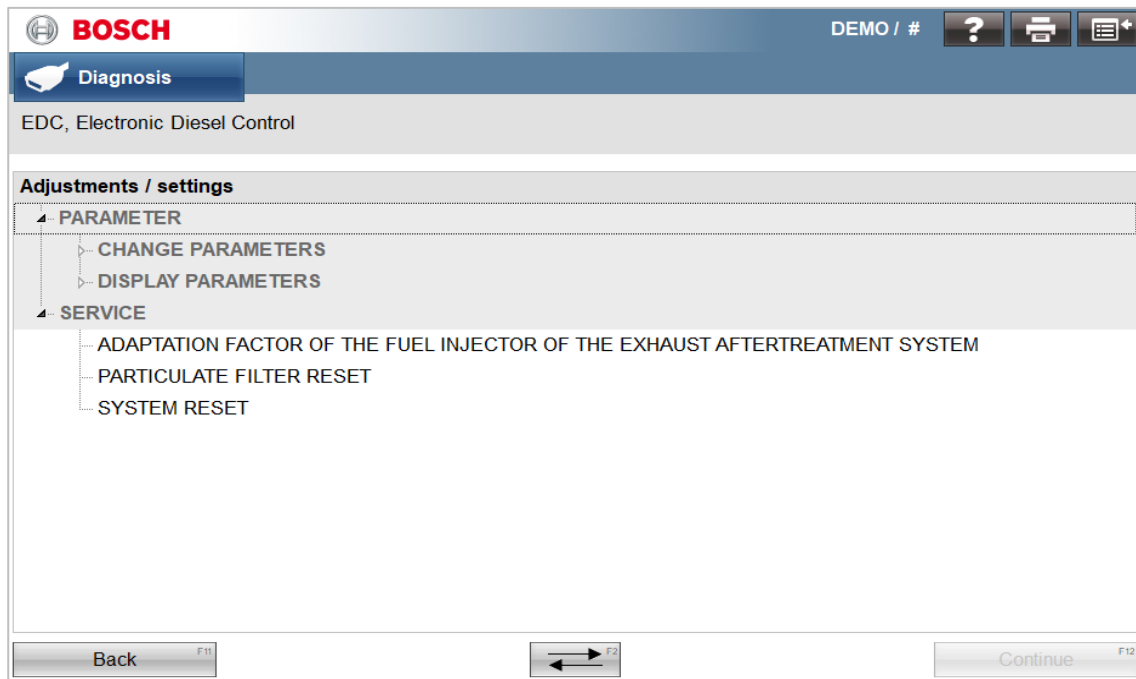 BOSCH
DEMO / #
?
Diagnosis
EDC, Electronic Diesel Control
Adjustments / settings
PARAMETER
CHANGE PARAMETERS
DISPLAY PARAMETERS
SERVICE
ADAPTATION FACTOR OF THE FUEL INJECTOR OF THE EXHAUST AFTERTREATMENT SYSTEM
PARTICULATE FILTER RESET
SYSTEM RESET
Back F11
F2
Continue F12